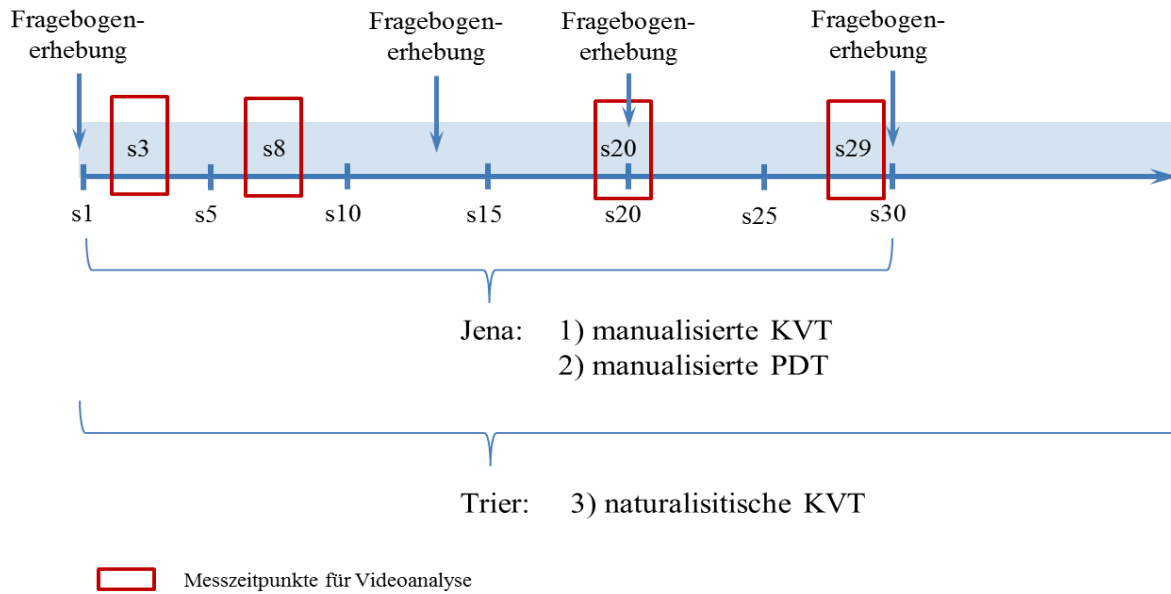 Fragebogen-
erhebung
Fragebogen-
erhebung
Fragebogen-
erhebung
Fragebogen-
erhebung
s3
s8
s20
s29
s1
s5
s10
s15
s20
s25
s30
Jena: 1) manualisierte KVT
2) manualisierte PDT
Trier: 3) naturalisitische KVT
Messzeitpunkte für Videoanalyse